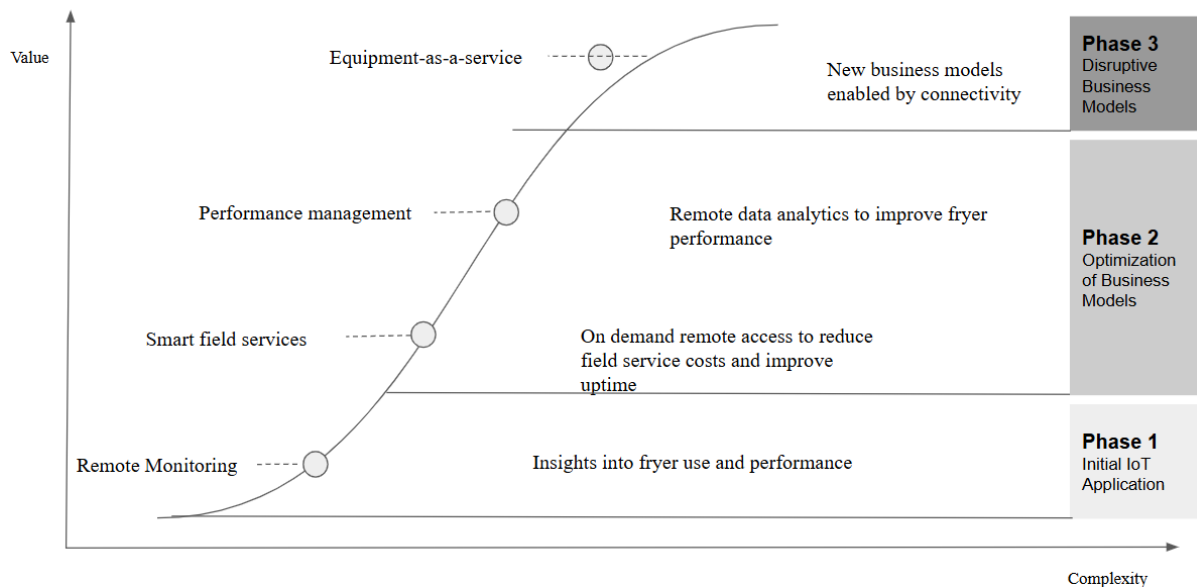 Value
Equipment-as-a-service
New business models
enabled by connectivity
Phase 3
Disruptive
Business
Models
Performance management
Remote data analytics to improve fryer
performance
Phase 2
Optimization
of Business
Models
Smart field services
On demand remote access to reduce
field service costs and improve
uptime
Remote Monitoring
Insights into fryer use and performance
Phase 1
Initial IoT
Application
Complexity